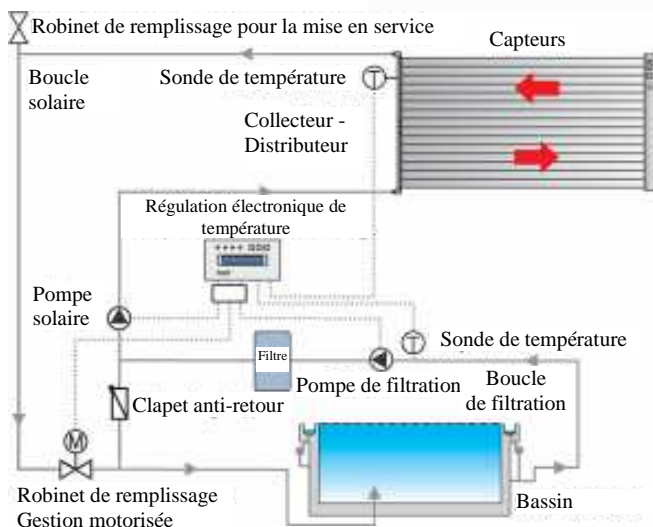 Robinet de remplissage pour la mise en service
Capteurs
Boucle
solaire
Sonde de température
T
Collecteur -
Distributeur
Régulation électronique de
température
Pompe
solaire
T
Filtre
Sonde de température
Pompe de filtration
Boucle
de filtration
Clapet anti-retour
M
Robinet de remplissage
Gestion motorisée
Bassin